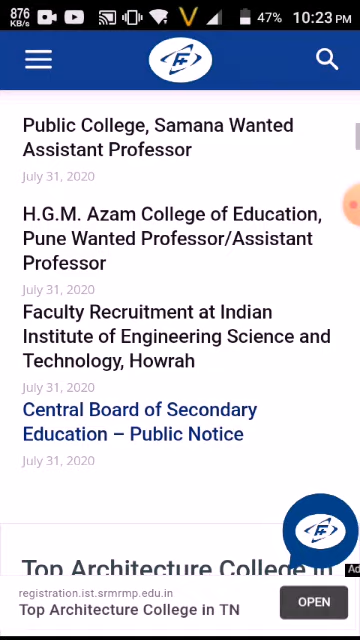 876
KB/s
47%
10:23 PM
Public College, Samana Wanted
Assistant Professor
July 31, 2020
H.G.M. Azam College of Education,
Pune Wanted Professor/Assistant
Professor
July 31, 2020
Faculty Recruitment at Indian
Institute of Engineering Science and
Technology, Howrah
July 31, 2020
Central Board of Secondary
Education – Public Notice
July 31, 2020
Top Architecture College in
Ad
registration.ist.srmrmp.edu.in
Top Architecture College in TN
OPEN